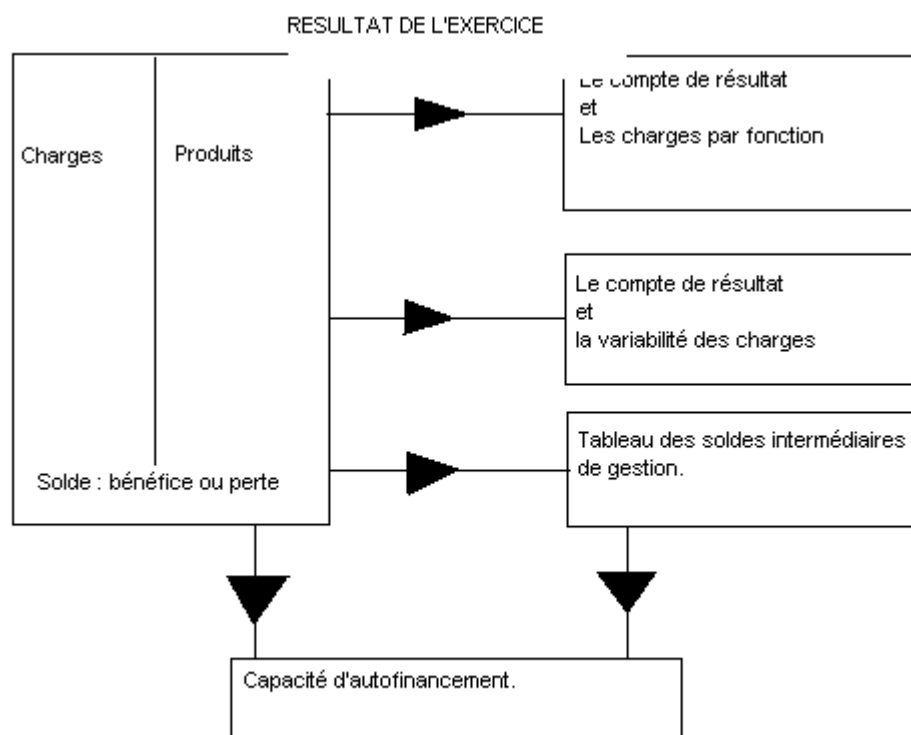 RESULTAT DE L'EXERCICE
Charges
Produits
Solde : bénéfice ou perte
Le compte de résultat
et
Les charges par fonction
Le compte de résultat
et
la variabilité des charges
Tableau des soldes intermédiaires
de gestion.
Capacité d'autofinancement.